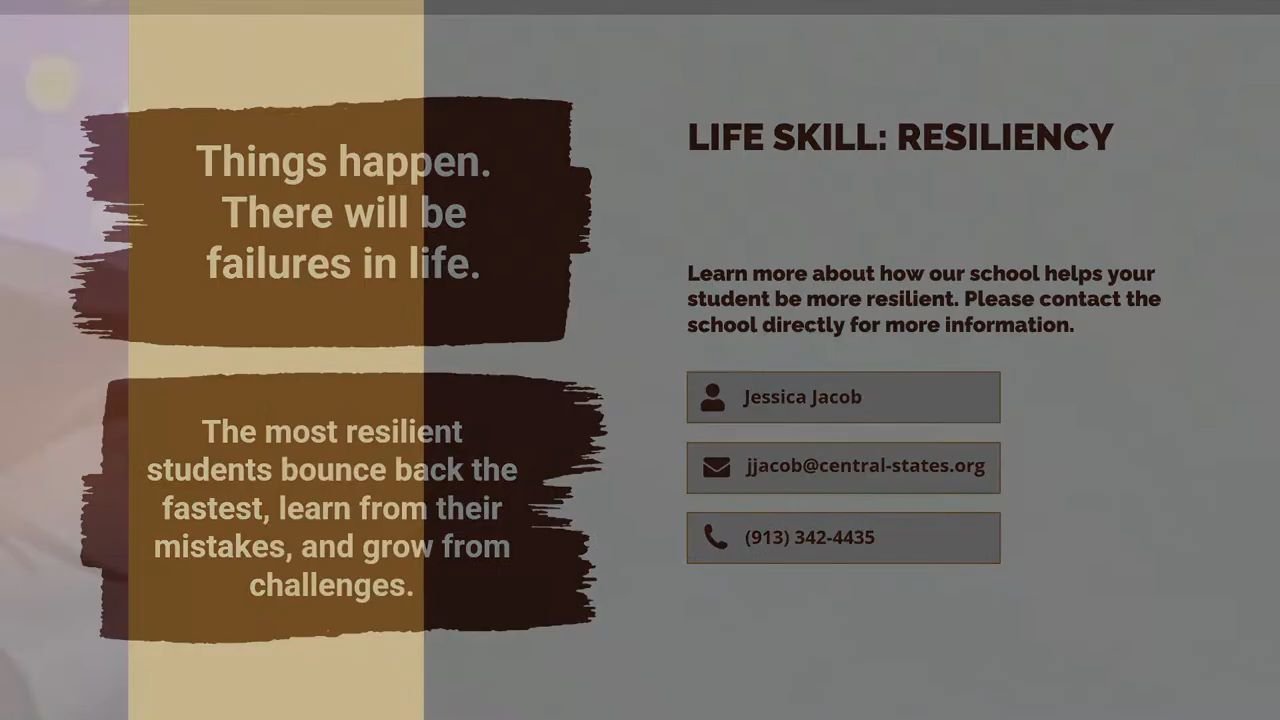 Things happen.
There will be
failures in life.
The most resilient
students bounce back the
fastest, learn from their
mistakes, and grow from
challenges.
LIFE SKILL: RESILIENCY
Learn more about how our school helps your
student be more resilient. Please contact the
school directly for more information.
Jessica Jacob
jjacob@central-states.org
(913) 342-4435